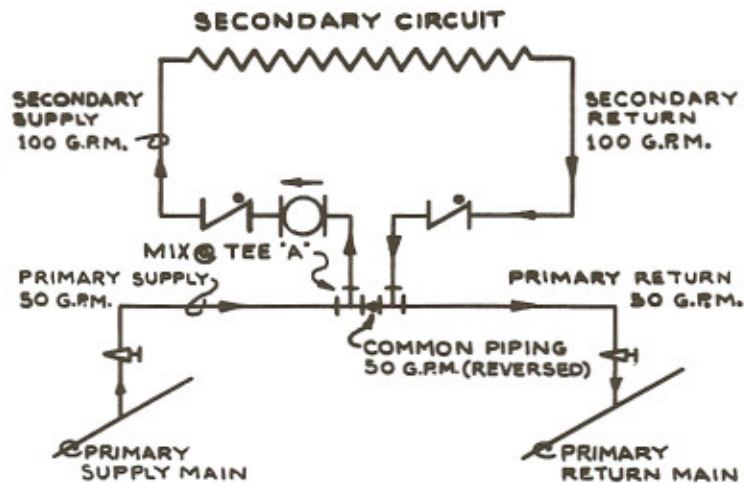 SECONDARY CIRCUIT
SECONDARY
SUPPLY
100 G.P.M.
SECONDARY
RETURN
100 G.P.M.
MIX@ TEE "A"
PRIMARY SUPPLY
50 G.P.M.
PRIMARY RETURN
50 G.P.M.
COMMON PIPING
50 G.P.M. (REVERSED)
PRIMARY
SUPPLY MAIN
PRIMARY
RETURN MAIN